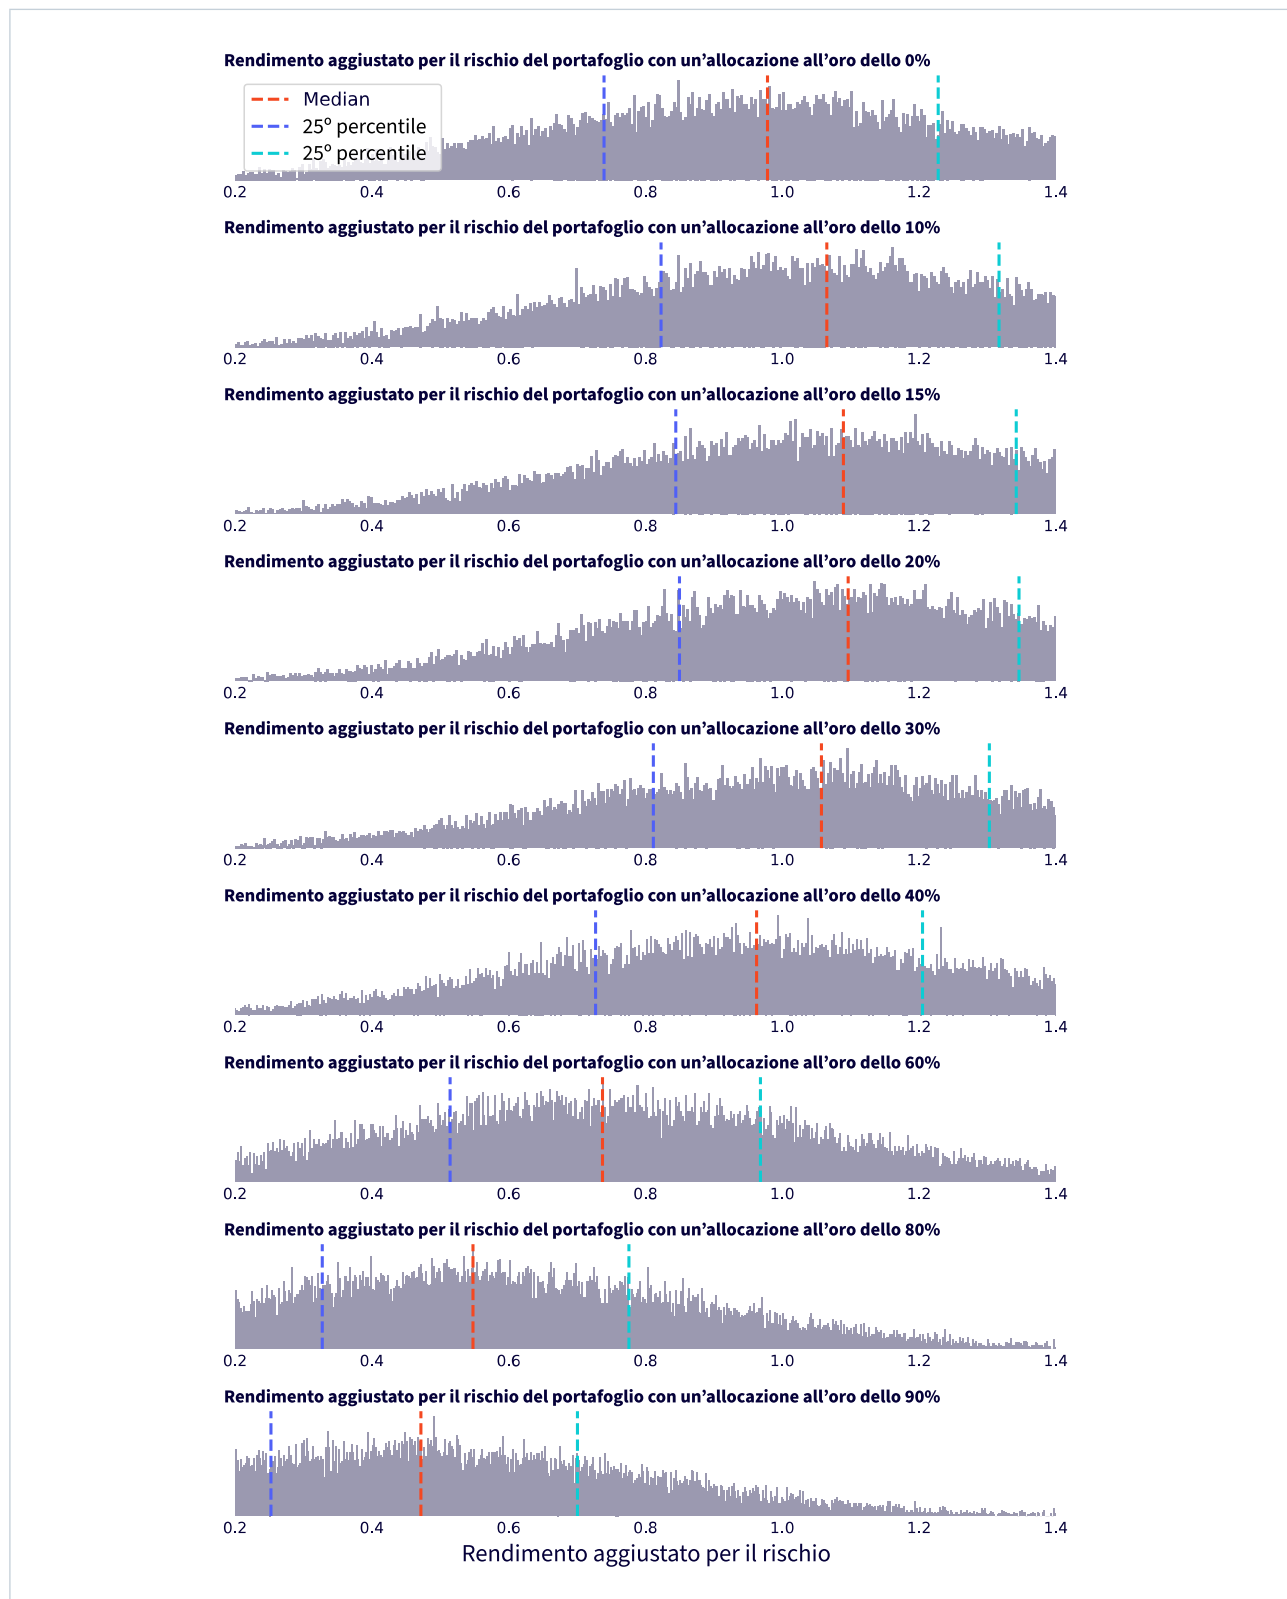 Rendimento aggiustato per il rischio del portafoglio con un’allocazione all’oro dello 0%
Median
25º percentile
25º percentile
0.2 0.4 0.6 0.8 1.0 1.2 1.4
Rendimento aggiustato per il rischio del portafoglio con un’allocazione all’oro dello 10%
0.2 0.4 0.6 0.8 1.0 1.2 1.4
Rendimento aggiustato per il rischio del portafoglio con un’allocazione all’oro dello 15%
0.2 0.4 0.6 0.8 1.0 1.2 1.4
Rendimento aggiustato per il rischio del portafoglio con un’allocazione all’oro dello 20%
0.2 0.4 0.6 0.8 1.0 1.2 1.4
Rendimento aggiustato per il rischio del portafoglio con un’allocazione all’oro dello 30%
0.2 0.4 0.6 0.8 1.0 1.2 1.4
Rendimento aggiustato per il rischio del portafoglio con un’allocazione all’oro dello 40%
0.2 0.4 0.6 0.8 1.0 1.2 1.4
Rendimento aggiustato per il rischio del portafoglio con un’allocazione all’oro dello 60%
0.2 0.4 0.6 0.8 1.0 1.2 1.4
Rendimento aggiustato per il rischio del portafoglio con un’allocazione all’oro dello 80%
0.2 0.4 0.6 0.8 1.0 1.2 1.4
Rendimento aggiustato per il rischio del portafoglio con un’allocazione all’oro dello 90%
0.2 0.4 0.6 0.8 1.0 1.2 1.4
Rendimento aggiustato per il rischio